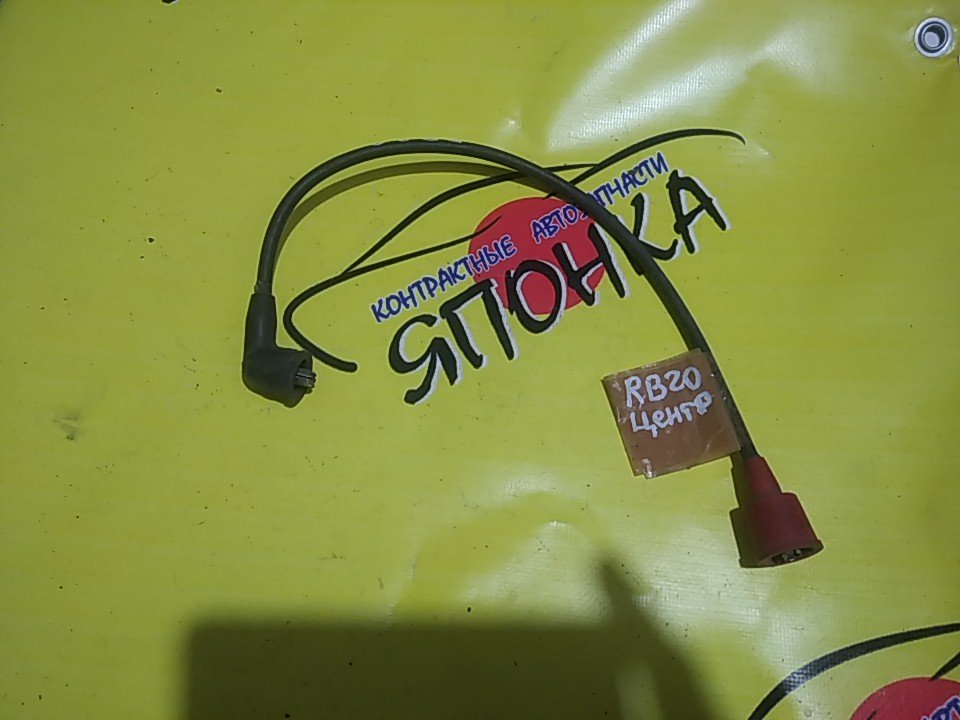 КОНТРАКТНЫЕ АВТОЗАПЧАСТИ
ЯПОНКА
RB20
Центр